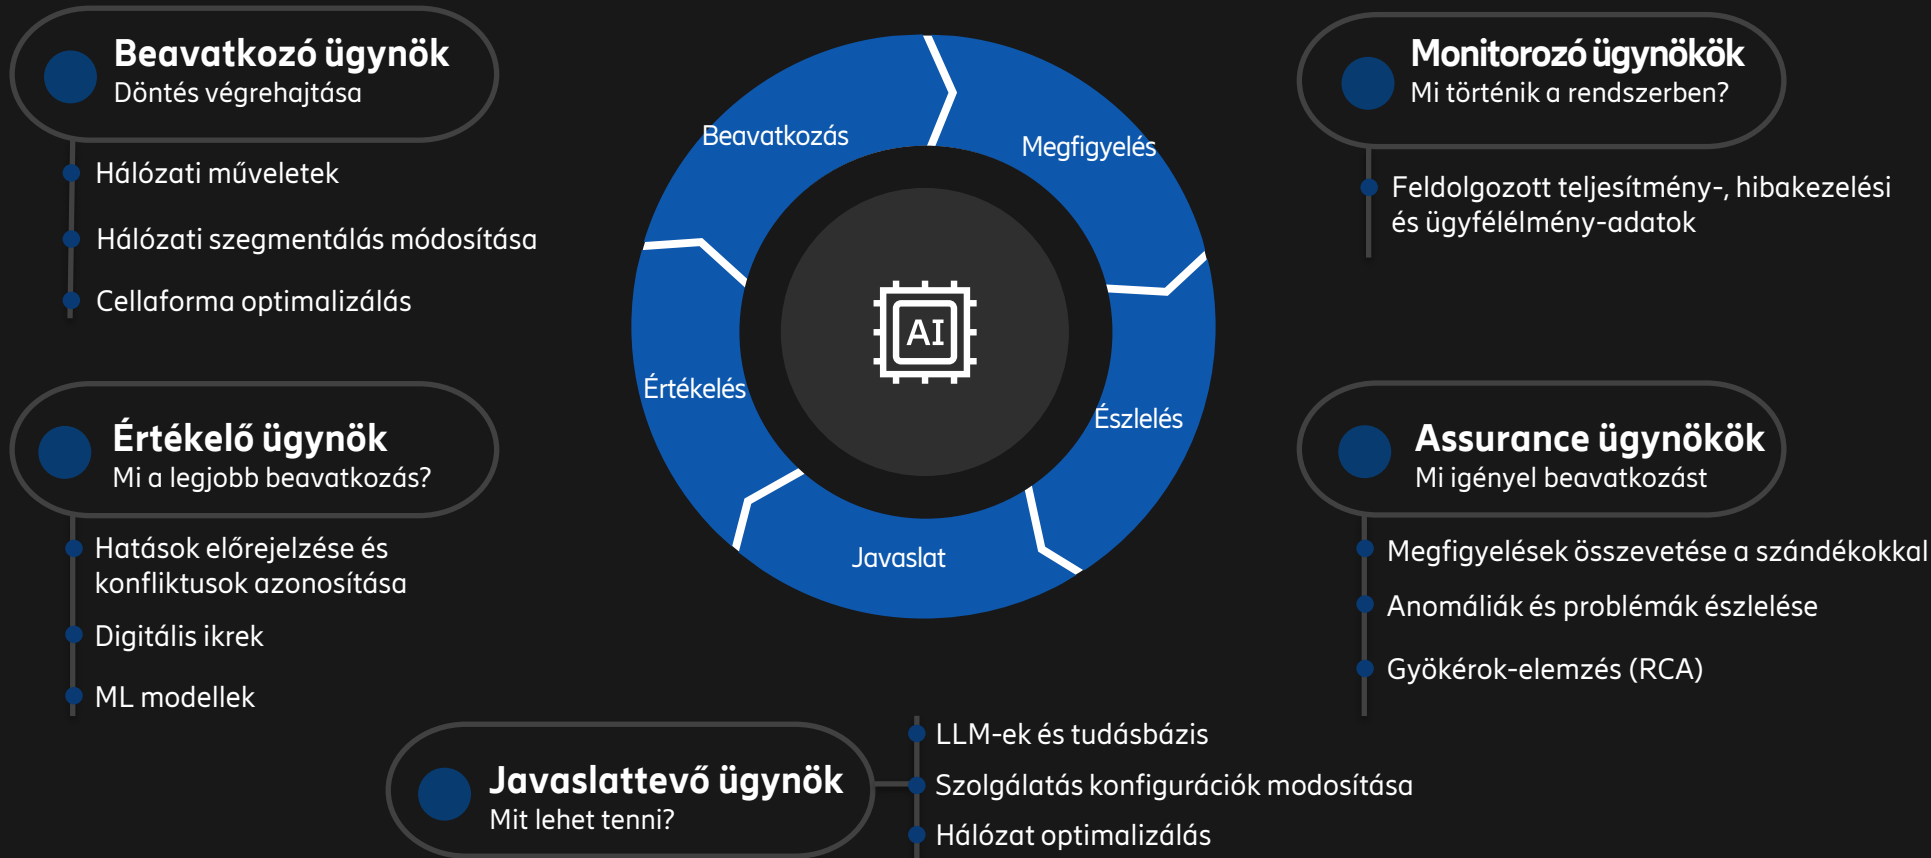 Beavatkozó ügynök
Döntés végrehajtása
Hálózati műveletek
Hálózati szegmentálás módosítása
Cellaforma optimalizálás
Értékelő ügynök
Mi a legjobb beavatkozás?
Hatások előrejelzése és
konfliktusok azonosítása
Digitális ikrek
ML modellek
Beavatkozás
Megfigyelés
Értékelés
AI
Észlelés
Javaslat
Monitorozó ügynökök
Mi történik a rendszerben?
Feldolgozott teljesítmény-, hibakezelési
és ügyfélélmény-adatok
Assurance ügynökök
Mi igényel beavatkozást
Megfigyelések összevetése a szándékokkal
Anomáliák és problémák észlelése
Gyökérok-elemzés (RCA)
Javaslattevő ügynök
Mit lehet tenni?
LLM-ek és tudásbázis
Szolgálatás konfigurációk modosítása
Hálózat optimalizálás